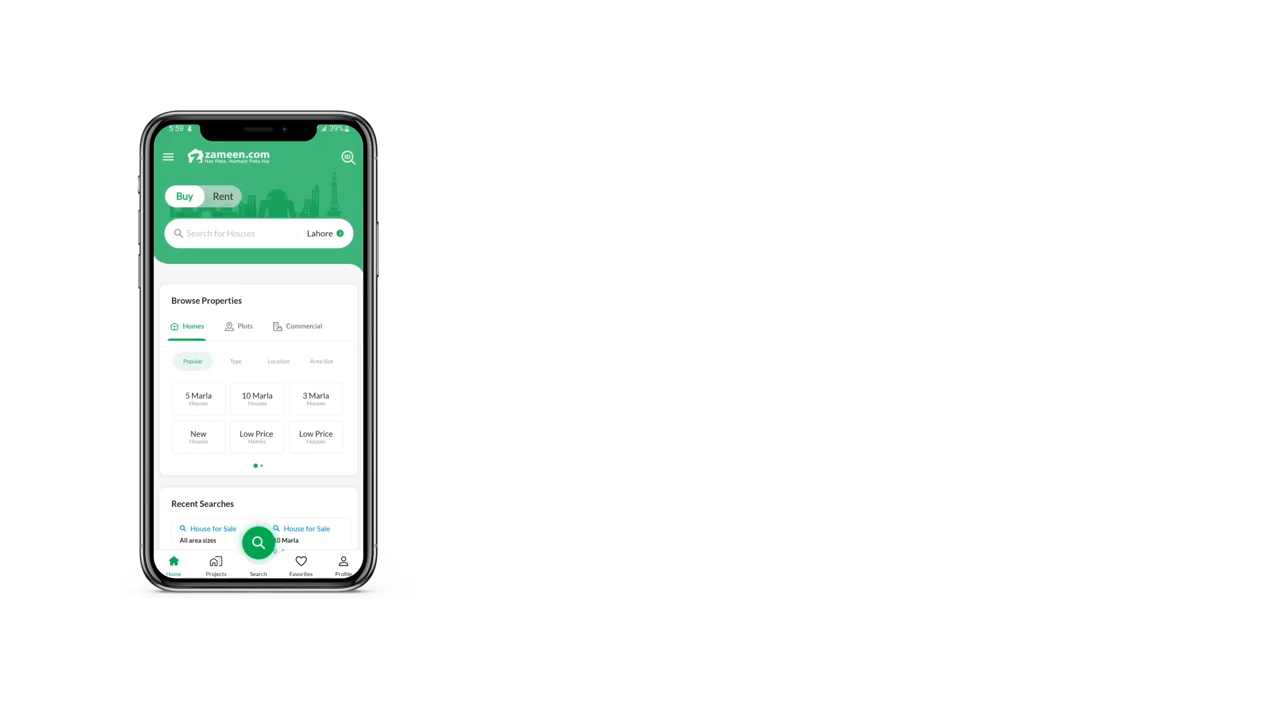 5:59
39%
zameen.com
Har Pata, Humain Pata Hai
Buy Rent
Search for Houses Lahore
Browse Properties
Homes Plots Commercial
Popular Type Location Area Size
5 Marla 10 Marla 3 Marla
Houses Houses Houses
New Low Price Low Price
Houses Homes Houses
Recent Searches
House for Sale House for Sale
All area sizes Marla
Home Projects Search Favorites Profile